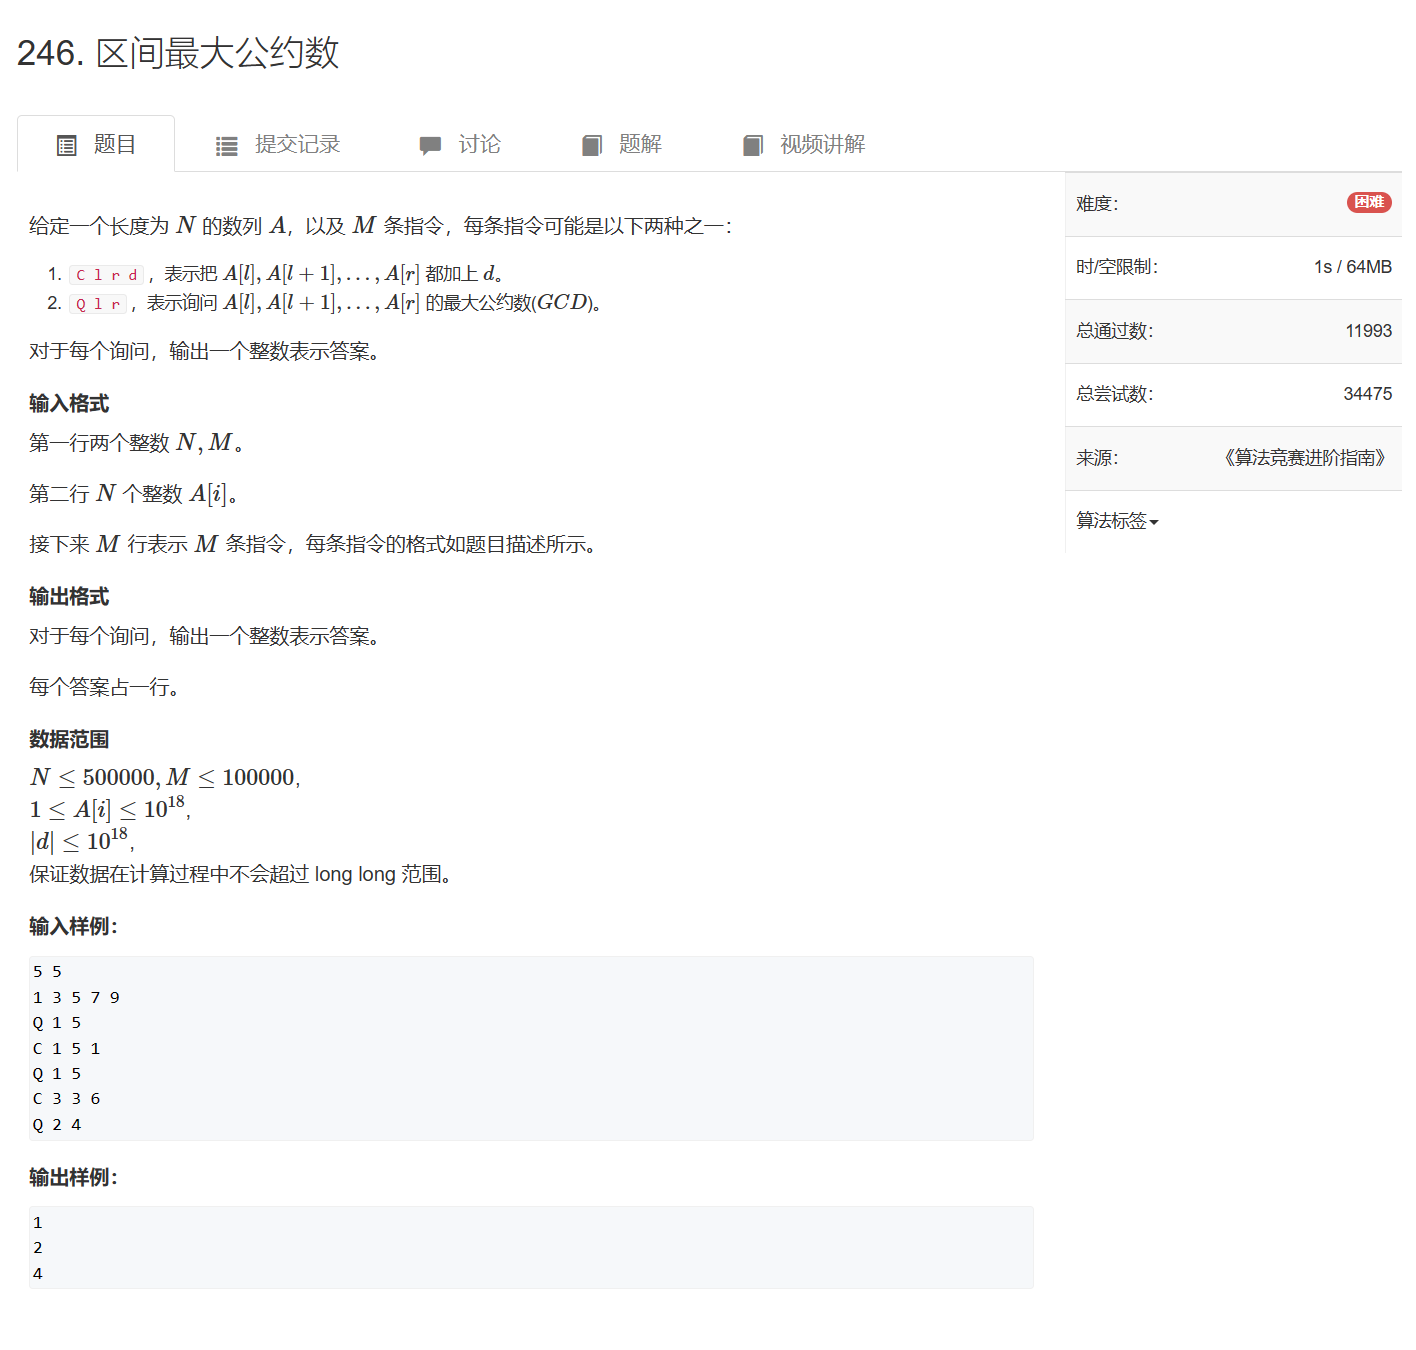 246. 区间最大公约数
题目 提交记录 讨论 题解 视频讲解
给定一个长度为 N 的数列 A，以及 M 条指令，每条指令可能是以下两种之一：
1. C l r d，表示把 A[l], A[l + 1], . . . , A[r] 都加上 d。
2. Q l r，表示询问 A[l], A[l + 1], . . . , A[r] 的最大公约数(GCD)。
对于每个询问，输出一个整数表示答案。
输入格式
第一行两个整数 N, M。
第二行 N 个整数 A[i]。
接下来 M 行表示 M 条指令，每条指令的格式如题目描述所示。
输出格式
对于每个询问，输出一个整数表示答案。
每个答案占一行。
数据范围
N ≤ 500000, M ≤ 100000,
1 ≤ A[i] ≤ 10^18,
|d| ≤ 10^18,
保证数据在计算过程中不会超过 long long 范围。
输入样例：
5 5
1 3 5 7 9
Q 1 5
C 1 5 1
Q 1 5
C 3 3 6
Q 2 4
输出样例：
1
2
4
难度： 困难
时/空限制： 1s / 64MB
总通过数： 11993
总尝试数： 34475
来源： 《算法竞赛进阶指南》
算法标签